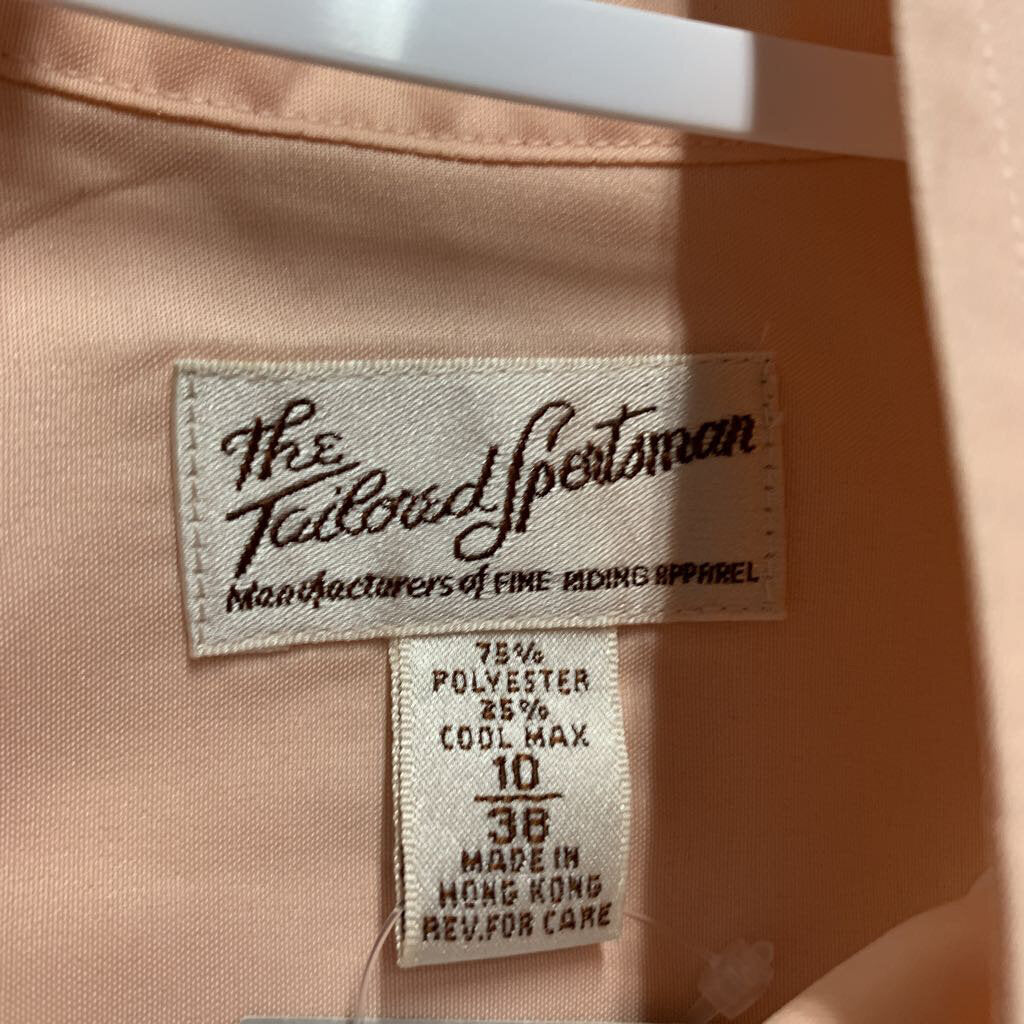 The
Tailored Sportsman
Manufacturers of FINE RIDING APPAREL
75%
POLYESTER
25%
COOL MAX
10
38
MADE IN
HONG KONG
REV.FOR CARE